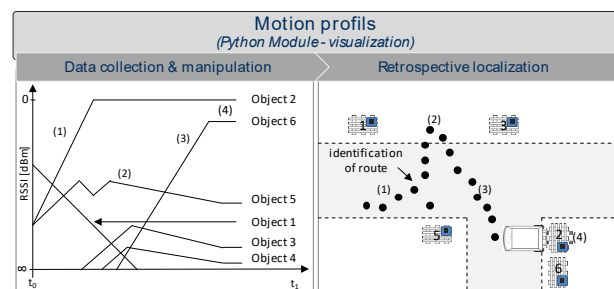 Motion profils
(Python Module - visualization)
Data collection & manipulation
Retrospective localization
0
RSSI [dBm]
-8
t0
t1
(1)
(2)
(3)
(4)
Object 2
Object 6
Object 5
Object 1
Object 3
Object 4
1
(2)
3
identification
of route
(1)
(3)
5
2
(4)
6